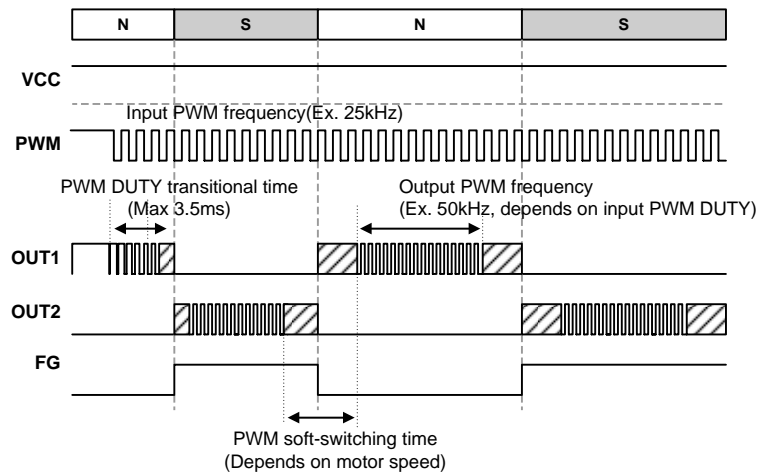 N S N S
VCC
Input PWM frequency(Ex. 25kHz)
PWM
PWM DUTY transitional time
(Max 3.5ms)
Output PWM frequency
(Ex. 50kHz, depends on input PWM DUTY)
OUT1
OUT2
FG
PWM soft-switching time
(Depends on motor speed)